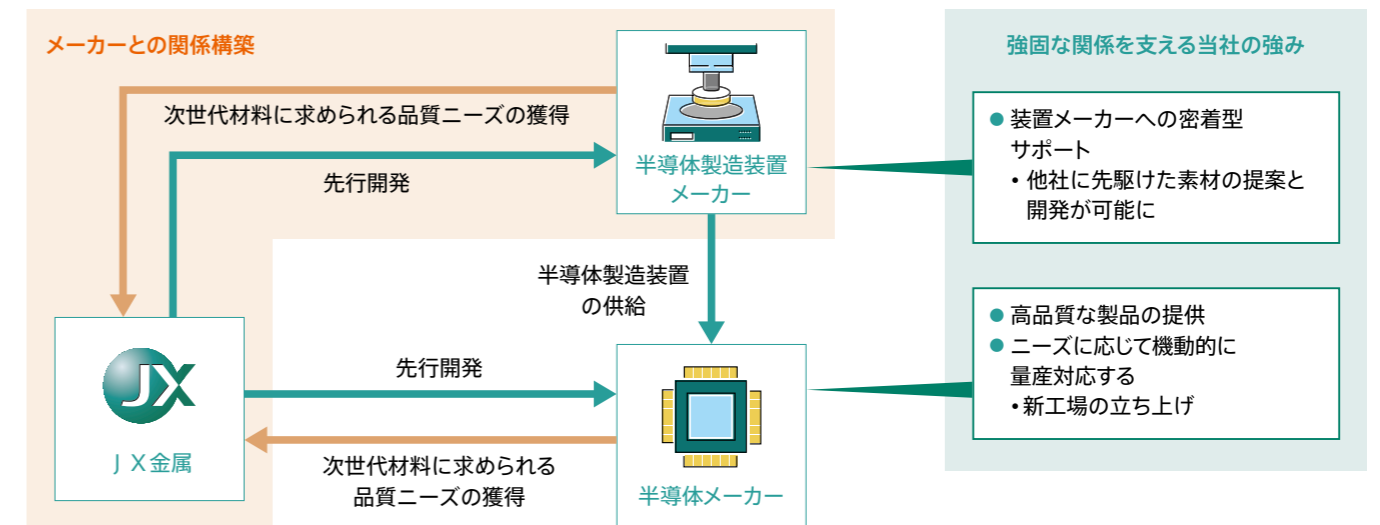 メーカーとの関係構築
次世代材料に求められる品質ニーズの獲得
先行開発
半導体製造装置
メーカー
半導体製造装置
の供給
JX
JX金属
先行開発
次世代材料に求められる
品質ニーズの獲得
半導体メーカー
強固な関係を支える当社の強み
● 装置メーカーへの密着型
サポート
・他社に先駆けた素材の提案と
開発が可能に
● 高品質な製品の提供
● ニーズに応じて機動的に
量産対応する
・新工場の立ち上げ